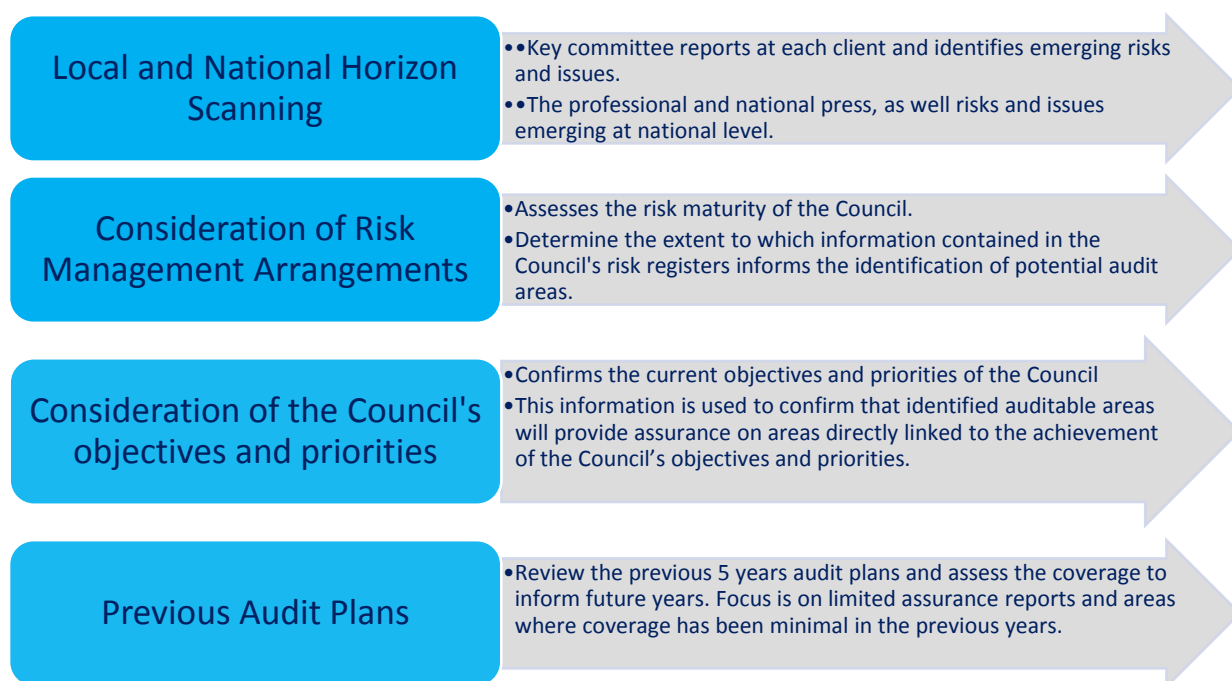 Local and National Horizon
Scanning
••Key committee reports at each client and identifies emerging risks
and issues.
••The professional and national press, as well risks and issues
emerging at national level.
Consideration of Risk
Management Arrangements
•Assesses the risk maturity of the Council.
•Determine the extent to which information contained in the
Council's risk registers informs the identification of potential audit
areas.
Consideration of the Council's
objectives and priorities
•Confirms the current objectives and priorities of the Council
•This information is used to confirm that identified auditable areas
will provide assurance on areas directly linked to the achievement
of the Council’s objectives and priorities.
Previous Audit Plans
•Review the previous 5 years audit plans and assess the coverage to
inform future years. Focus is on limited assurance reports and areas
where coverage has been minimal in the previous years.